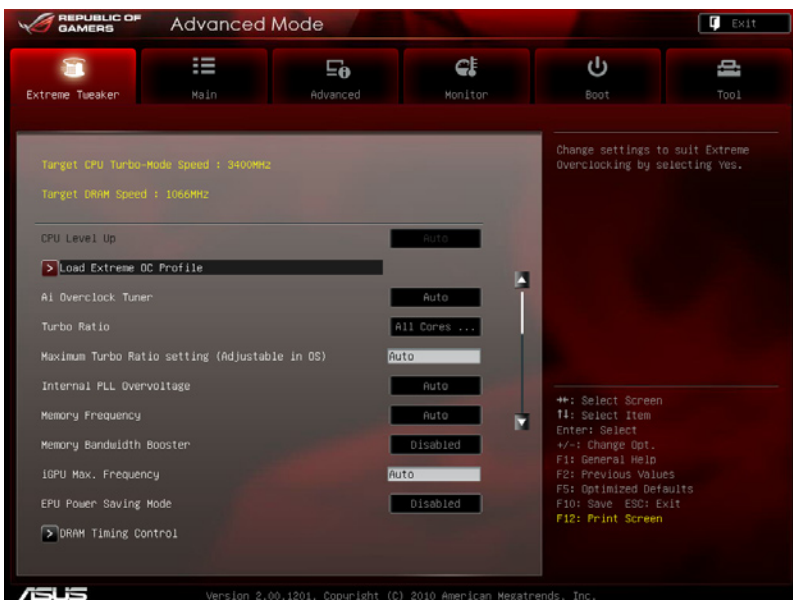 REPUBLIC OF
GAMERS
Advanced Mode
Exit
Extreme Tweaker
Main
Advanced
Monitor
Boot
Tool
Target CPU Turbo-Mode Speed : 3400MHz
Target DRAM Speed : 1066MHz
CPU Level Up Auto
> Load Extreme OC Profile
Ai Overclock Tuner Auto
Turbo Ratio All Cores ...
Maximum Turbo Ratio setting (Adjustable in OS) Auto
Internal PLL Overvoltage Auto
Memory Frequency Auto
Memory Bandwidth Booster Disabled
iGPU Max. Frequency Auto
EPU Power Saving Mode Disabled
> DRAM Timing Control
Change settings to suit Extreme
Overclocking by selecting Yes.
→←: Select Screen
↑↓: Select Item
Enter: Select
+/-: Change Opt.
F1: General Help
F2: Previous Values
F5: Optimized Defaults
F10: Save ESC: Exit
F12: Print Screen
ASUS
Version 2.00.1201. Copyright (C) 2010 American Megatrends, Inc.